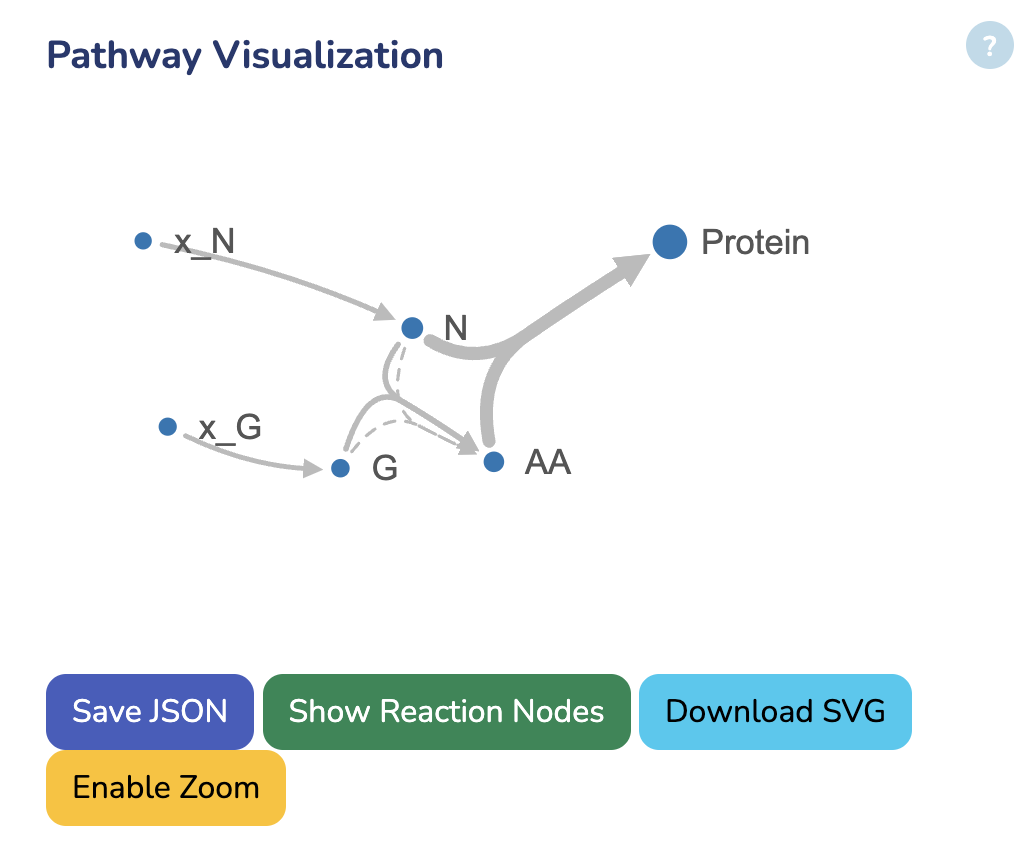 Pathway Visualization
?
x_N
Protein
N
x_G
G
AA
Save JSON
Show Reaction Nodes
Download SVG
Enable Zoom